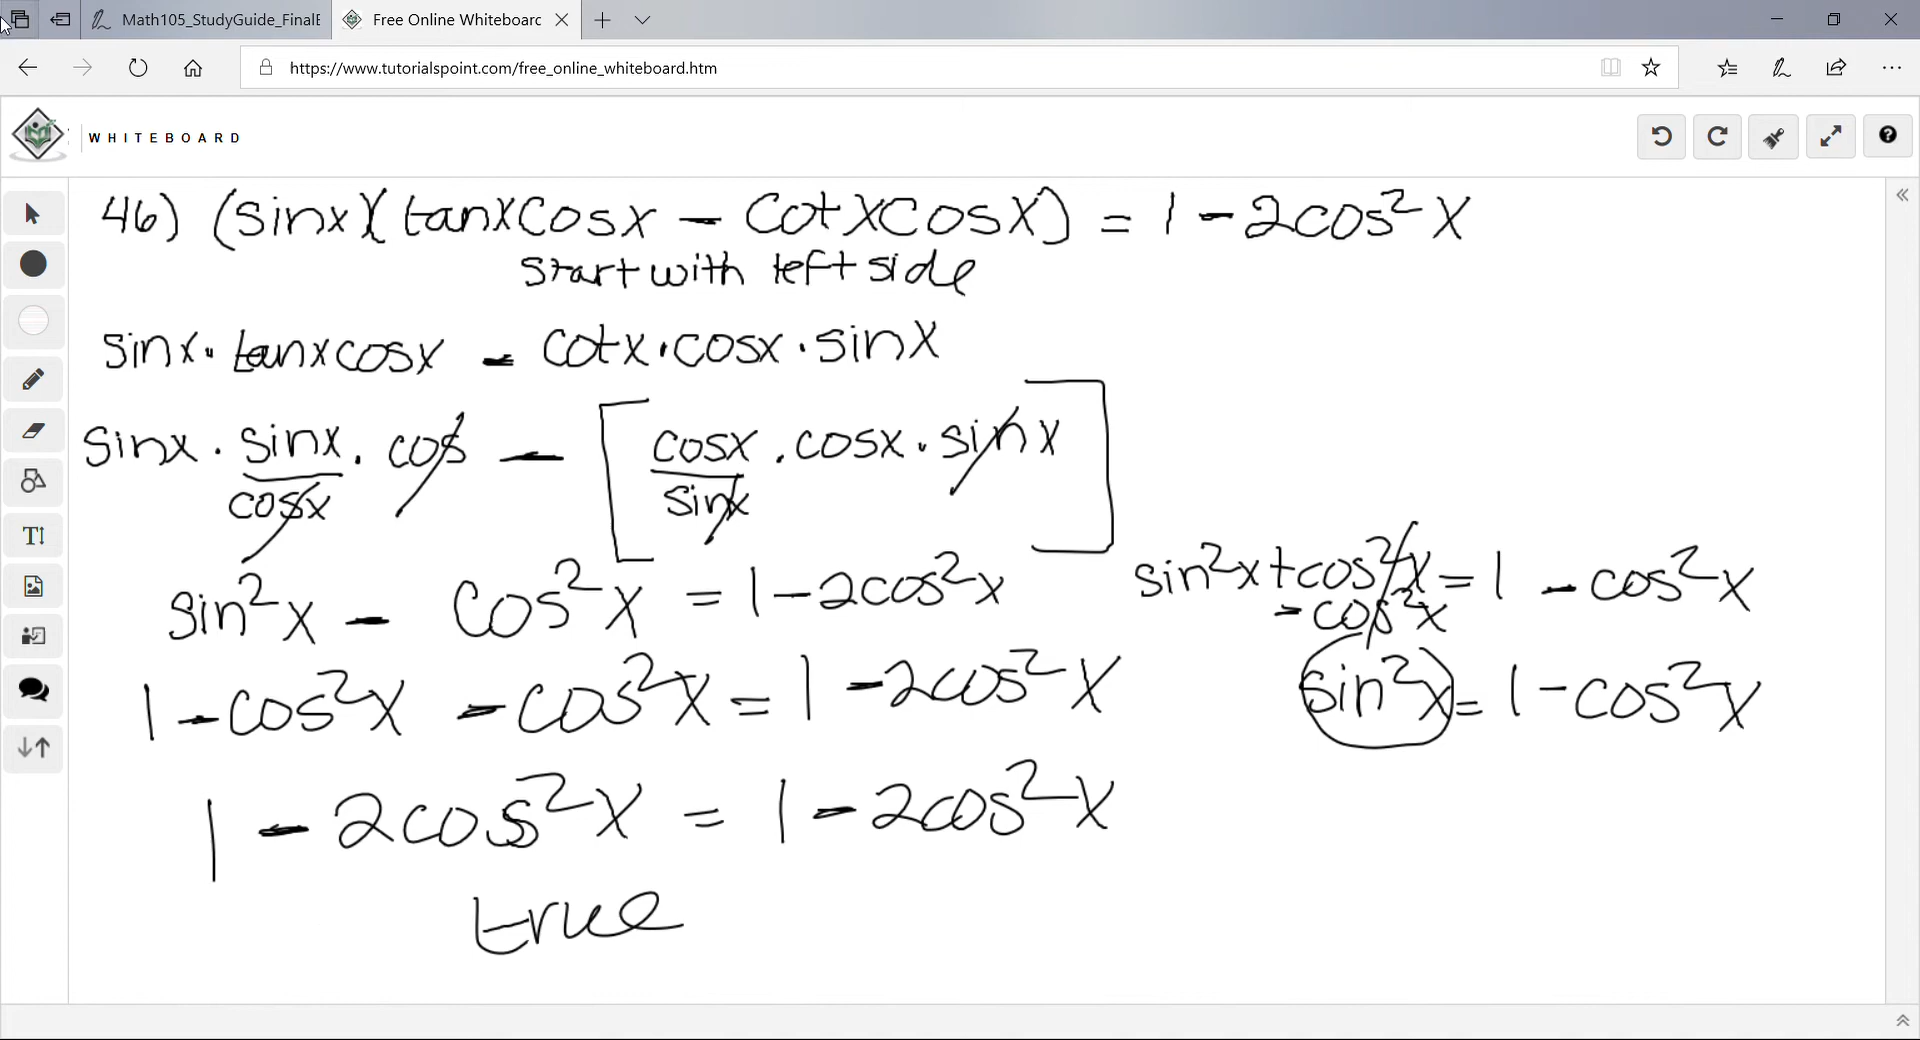 Math105_StudyGuide_FinalE
Free Online Whiteboarc
https://www.tutorialspoint.com/free_online_whiteboard.htm
WHITEBOARD
46) (sinx)(tanxcosx - cotxcosx) = 1 - 2cos²x
start with left side
sinx · tanxcosx - cotx · cosx · sinx
sinx · sinx/cosx · cos - [cosx/sinx · cosx · sinx]
sin²x - cos²x = 1 - 2cos²x
1 - cos²x - cos²x = 1 - 2cos²x
1 - 2cos²x = 1 - 2cos²x
true
sin²x + cos²x = 1 - cos²x
- cos²x
sin²x = 1 - cos²x